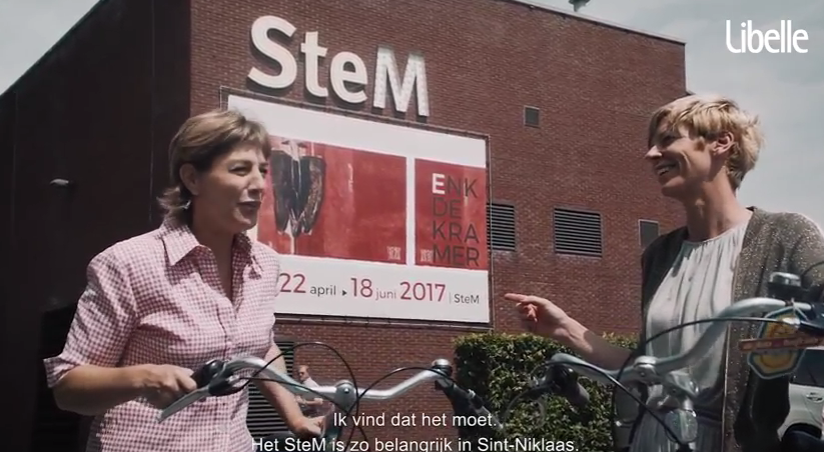 Libelle
SteM
ENK
DE
KRA
MER
22 april ▸ 18 juni 2017 | SteM
Ik vind dat het moet...
Het SteM is zo belangrijk in Sint-Niklaas.